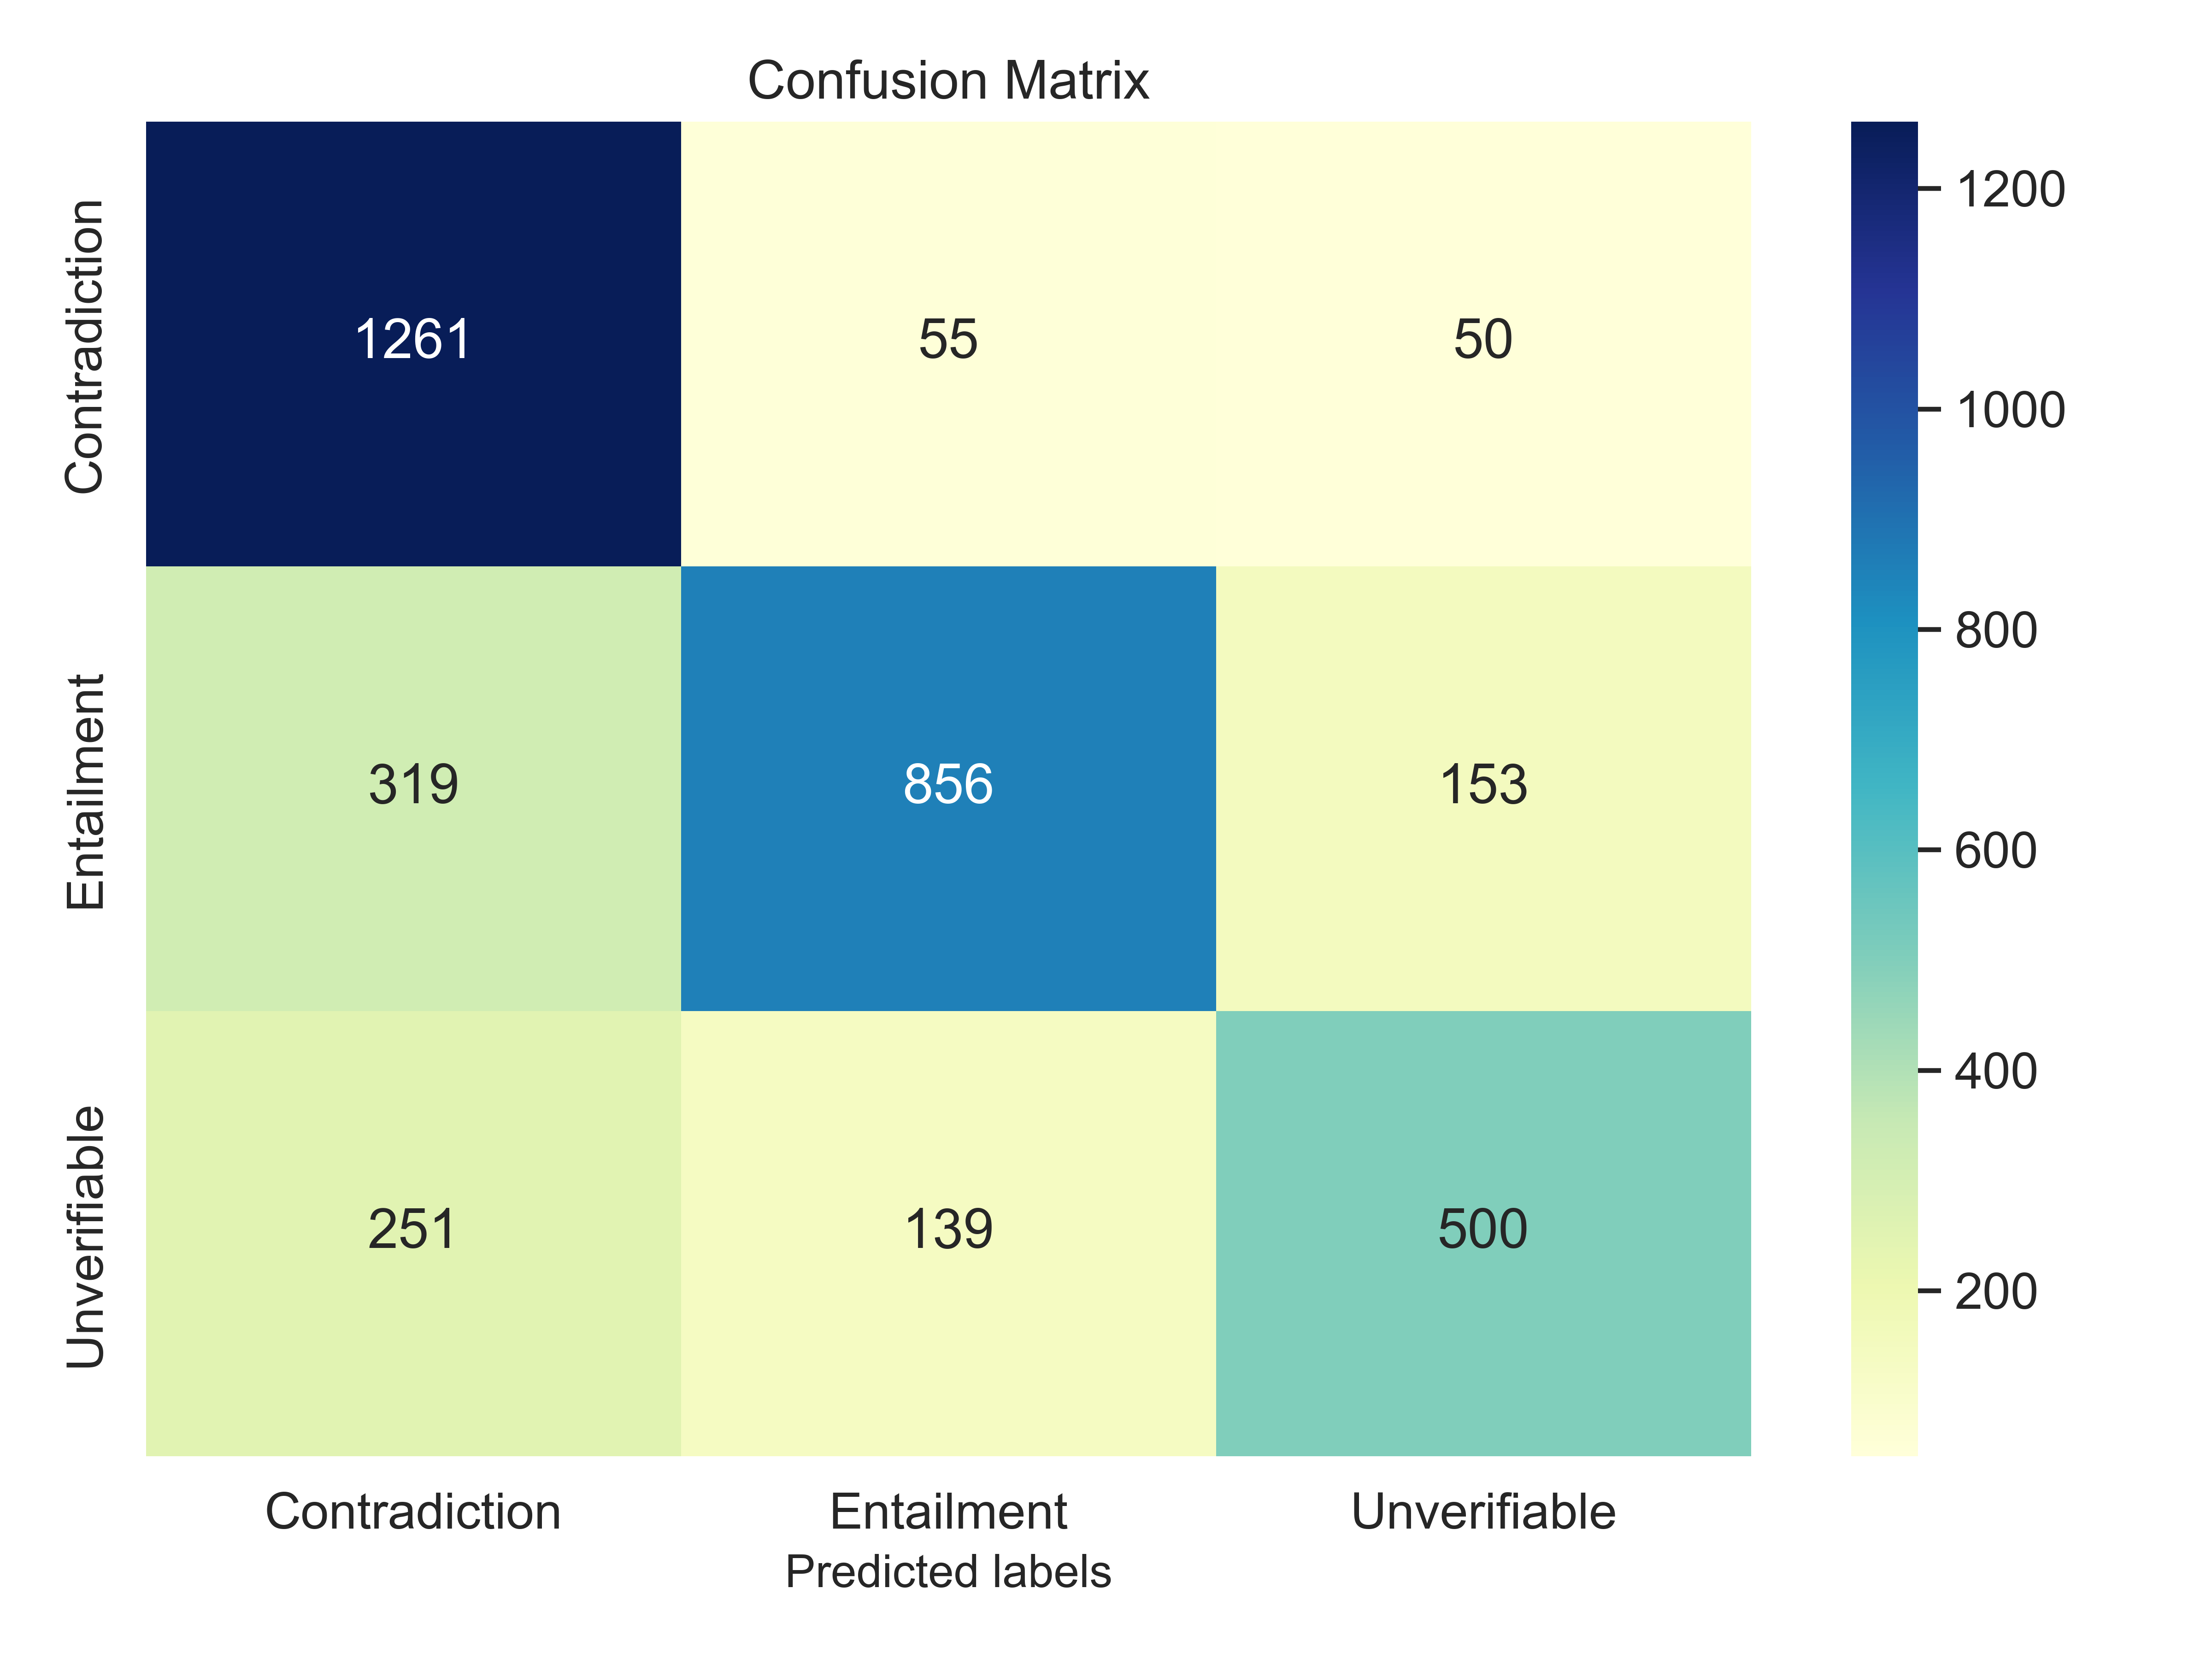 Confusion Matrix
Contradiction
1261 55 50
Entailment
319 856 153
Unverifiable
251 139 500
Contradiction Entailment Unverifiable
Predicted labels
1200
1000
800
600
400
200